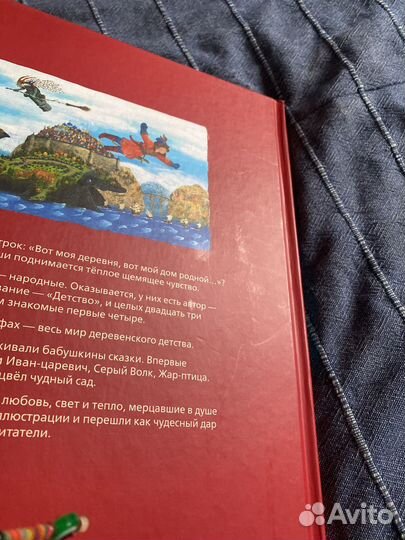 трок: «Вот моя деревня, вот мой дом родной...»?
ши поднимается тёплое щемящее чувство.
— народные. Оказывается, у них есть автор —
вание — «Детство», и целых двадцать три
м знакомые первые четыре.
фах — весь мир деревенского детства.
живали бабушкины сказки. Впервые
и Иван-царевич, Серый Волк, Жар-птица.
цвёл чудный сад.
любовь, свет и тепло, мерцавшие в душе
ллюстрации и перешли как чудесный дар
итатели.
Avito